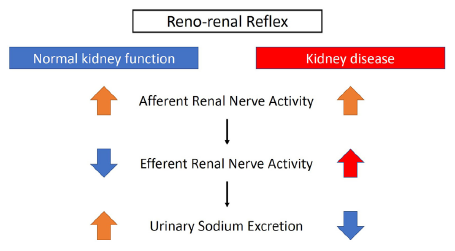 Reno-renal Reflex
Normal kidney function
Kidney disease
Afferent Renal Nerve Activity
Efferent Renal Nerve Activity
Urinary Sodium Excretion